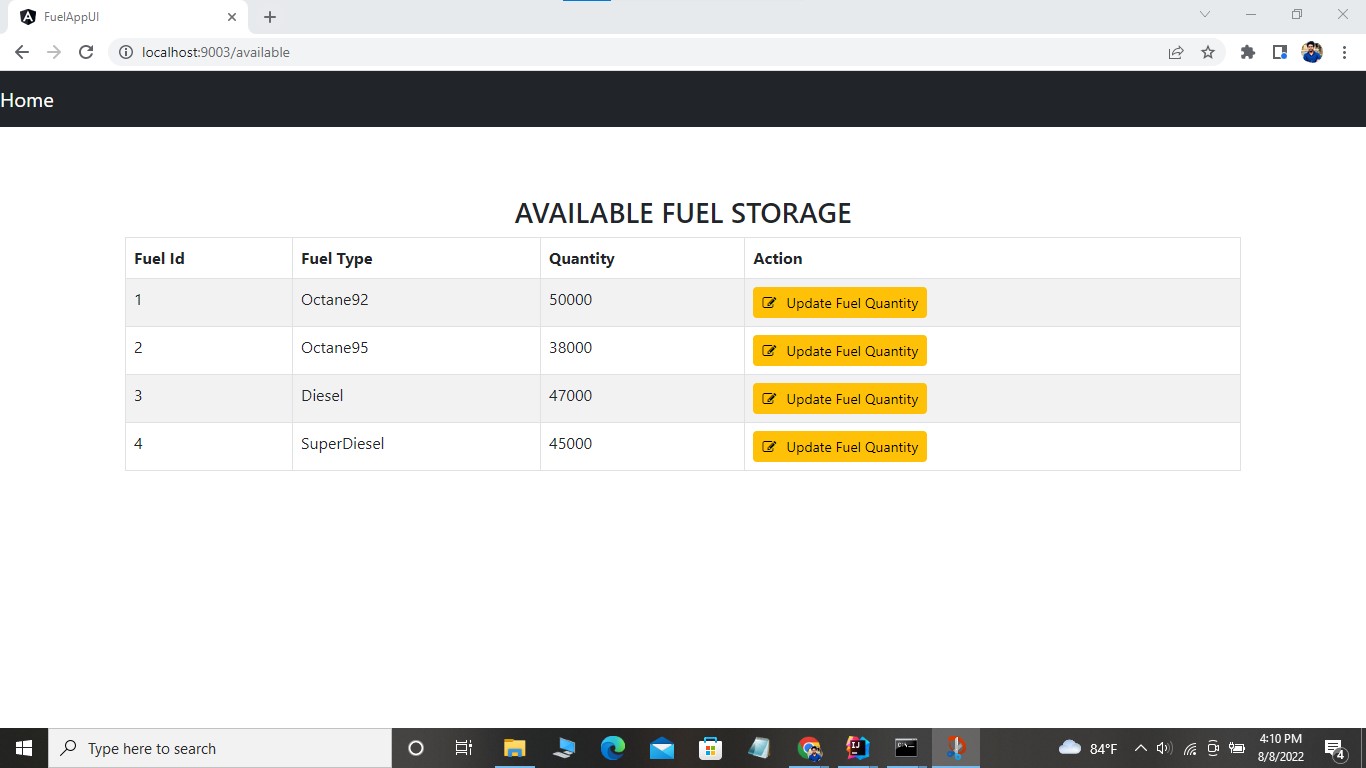 FuelAppUI
localhost:9003/available
Home
AVAILABLE FUEL STORAGE
Fuel Id Fuel Type Quantity Action
1 Octane92 50000 Update Fuel Quantity
2 Octane95 38000 Update Fuel Quantity
3 Diesel 47000 Update Fuel Quantity
4 SuperDiesel 45000 Update Fuel Quantity
Type here to search 84°F 4:10 PM
8/8/2022 4